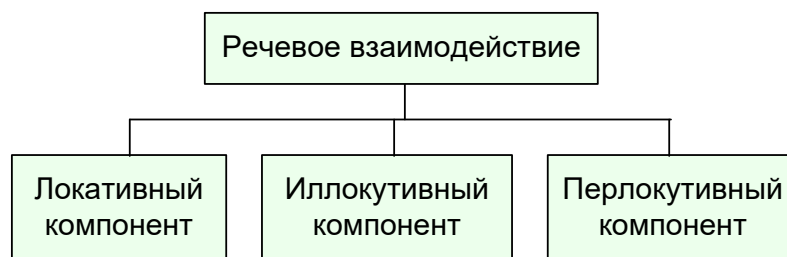 Речевое взаимодействие
Локативный
компонент
Иллокутивный
компонент
Перлокутивный
компонент